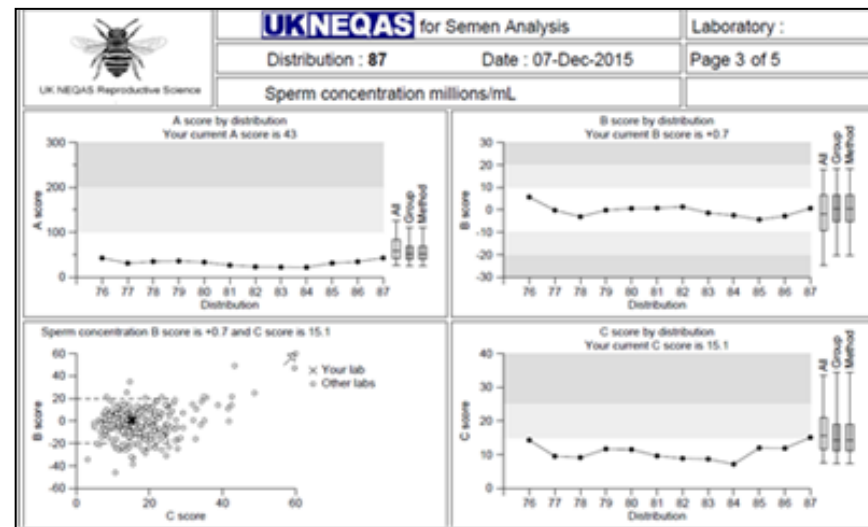 UKNEQAS for Semen Analysis
Laboratory :
Distribution : 87 Date : 07-Dec-2015
Page 3 of 5
UK NEQAS Reproductive Science
Sperm concentration millions/mL
A score by distribution
Your current A score is 43
300
200
100
0
A score
76 77 78 79 80 81 82 83 84 85 86 87
Distribution
All
Group
Method
B score by distribution
Your current B score is +0.7
30
20
10
0
-10
-20
-30
B score
76 77 78 79 80 81 82 83 84 85 86 87
Distribution
All
Group
Method
Sperm concentration B score is +0.7 and C score is 15.1
60
40
20
0
-20
-40
-60
B score
0 20 40 60
C score
× Your lab
Other labs
C score by distribution
Your current C score is 15.1
40
30
20
10
0
C score
76 77 78 79 80 81 82 83 84 85 86 87
Distribution
All
Group
Method